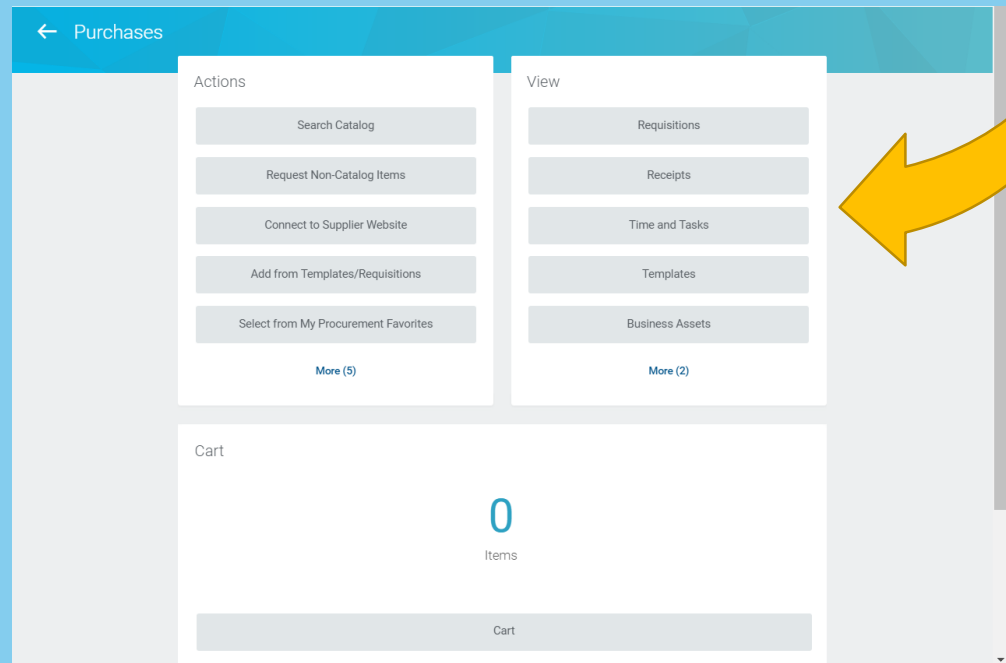 Purchases
Actions
Search Catalog
Request Non-Catalog Items
Connect to Supplier Website
Add from Templates/Requisitions
Select from My Procurement Favorites
More (5)
View
Requisitions
Receipts
Time and Tasks
Templates
Business Assets
More (2)
Cart
0
Items
Cart